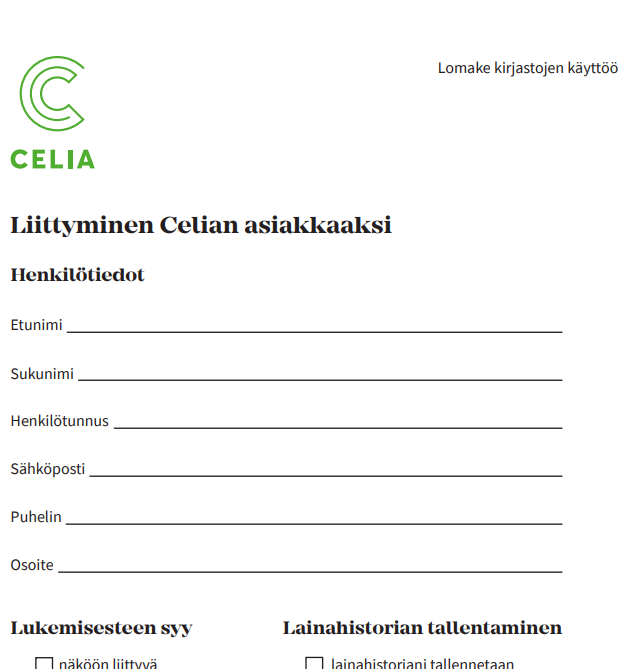 Lomake kirjastojen käyttöö
CELIA
Liittyminen Celian asiakkaaksi
Henkilötiedot
Etunimi
Sukunimi
Henkilötunnus
Sähköposti
Puhelin
Osoite
Lukemisesteen syy
Lainahistorian tallentaminen
näköön liittyvä
lainahistoriani tallennetaan